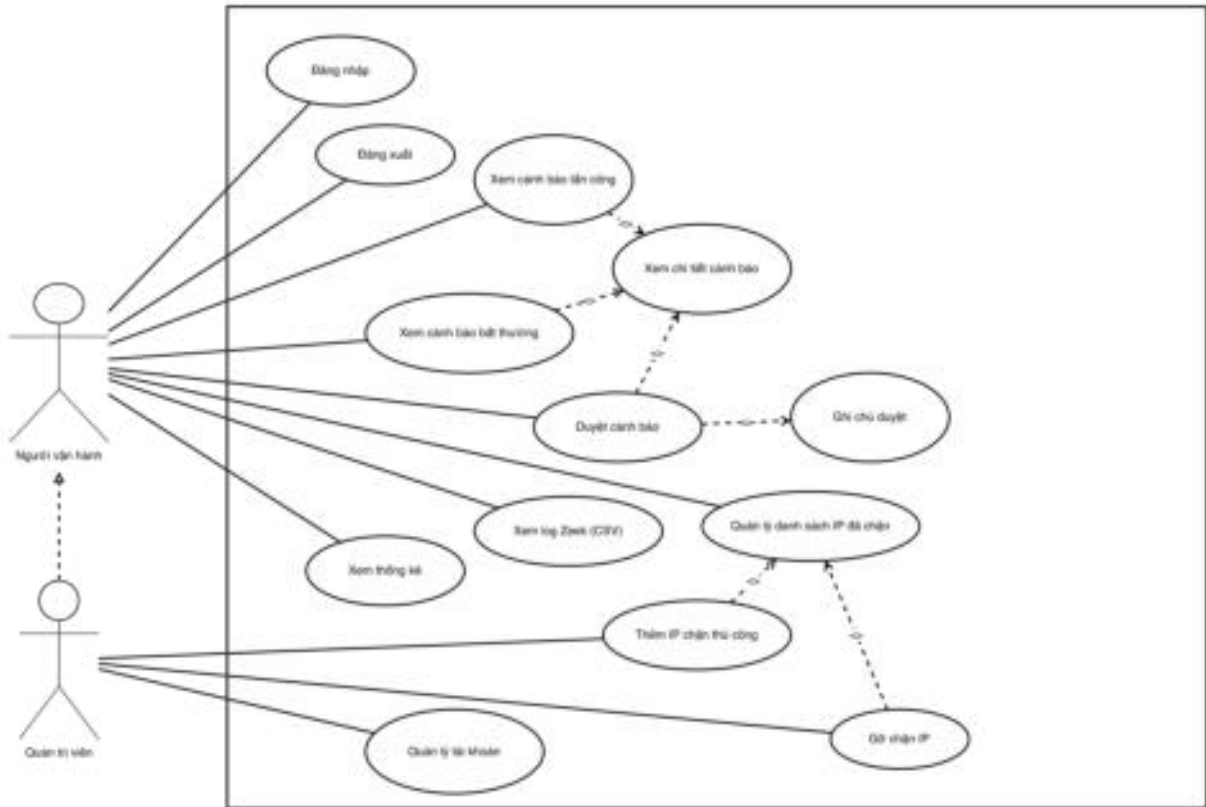 Đăng nhập
Đăng xuất
Xem cảnh báo tấn công
Xem chi tiết cảnh báo
Xem cảnh báo bất thường
Duyệt cảnh báo
Ghi chú duyệt
Người vận hành
Quản lý danh sách IP đã chặn
Xem log Zeek (CSV)
Xem thống kê
Thêm IP chặn thủ công
Quản trị viên
Quản lý tài khoản
Gỡ chặn IP